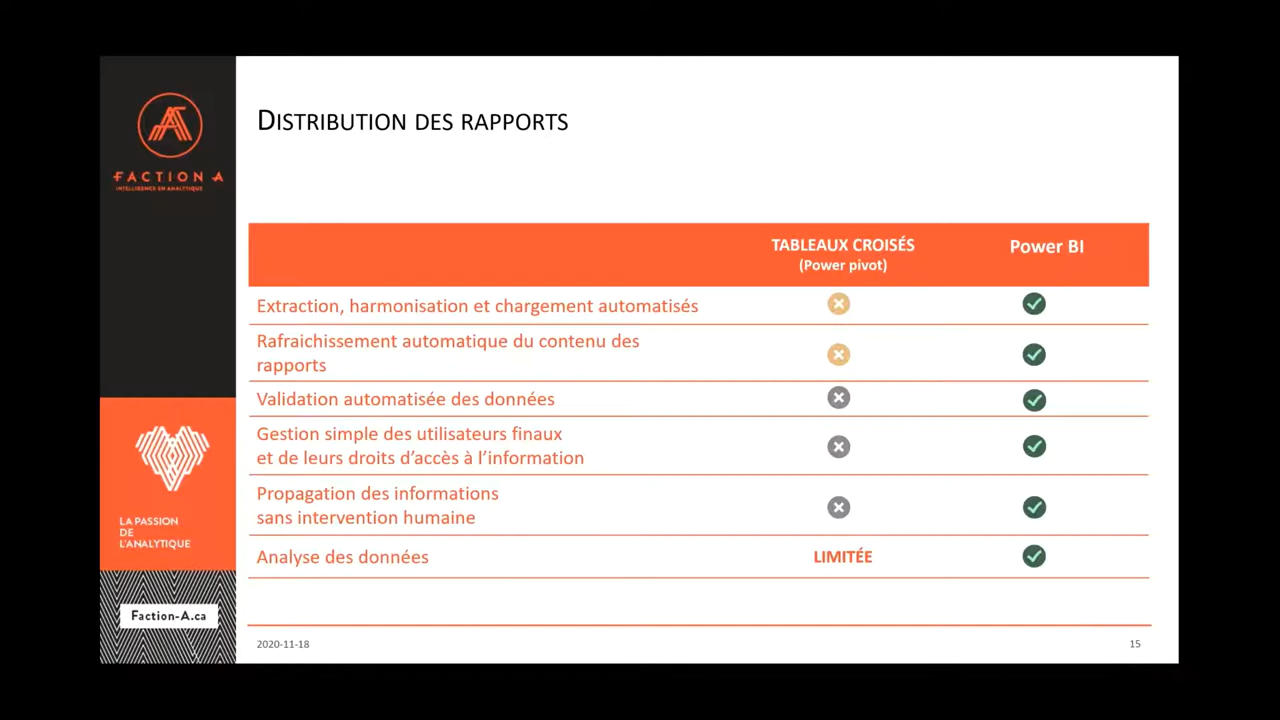 FACTION A
INTELLIGENCE EN ANALYTIQUE
DISTRIBUTION DES RAPPORTS
TABLEAUX CROISÉS
(Power pivot)
Power BI
Extraction, harmonisation et chargement automatisés
Rafraichissement automatique du contenu des
rapports
Validation automatisée des données
Gestion simple des utilisateurs finaux
et de leurs droits d’accès à l’information
Propagation des informations
sans intervention humaine
Analyse des données
LIMITÉE
LA PASSION
DE
L'ANALYTIQUE
Faction-A.ca
2020-11-18
15